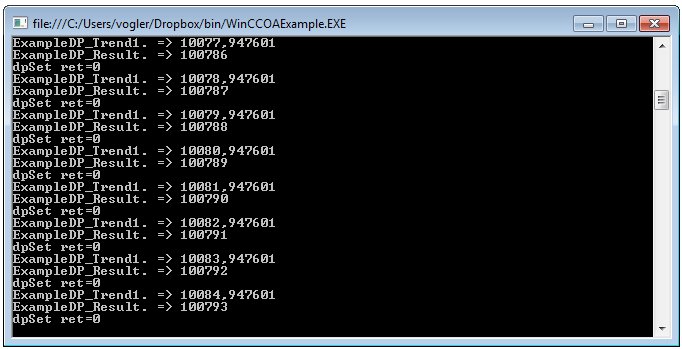 file:///C:/Users/vogler/Dropbox/bin/WinCCOAExample.EXE
ExampleDP_Trend1. => 10077,947601
ExampleDP_Result. => 100786
dpSet ret=0
ExampleDP_Trend1. => 10078,947601
ExampleDP_Result. => 100787
dpSet ret=0
ExampleDP_Trend1. => 10079,947601
ExampleDP_Result. => 100788
dpSet ret=0
ExampleDP_Trend1. => 10080,947601
ExampleDP_Result. => 100789
dpSet ret=0
ExampleDP_Trend1. => 10081,947601
ExampleDP_Result. => 100790
dpSet ret=0
ExampleDP_Trend1. => 10082,947601
ExampleDP_Result. => 100791
dpSet ret=0
ExampleDP_Trend1. => 10083,947601
ExampleDP_Result. => 100792
dpSet ret=0
ExampleDP_Trend1. => 10084,947601
ExampleDP_Result. => 100793
dpSet ret=0